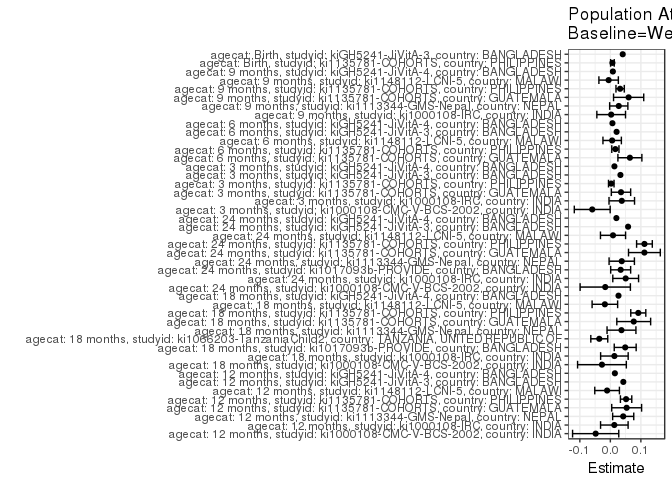 Population At
Baseline=We
agecat: Birth, studyid: kiGH5241-JiVitA-3, country: BANGLADESH
agecat: Birth, studyid: ki1135781-COHORTS, country: PHILIPPINES
agecat: 9 months, studyid: kiGH5241-JiVitA-4, country: BANGLADESH
agecat: 9 months, studyid: ki1148112-LCNI-5, country: MALAWI
agecat: 9 months, studyid: ki1135781-COHORTS, country: PHILIPPINES
agecat: 9 months, studyid: ki1135781-COHORTS, country: GUATEMALA
agecat: 9 months, studyid: ki1113344-GMS-Nepal, country: NEPAL
agecat: 9 months, studyid: ki1000108-IRC, country: INDIA
agecat: 6 months, studyid: kiGH5241-JiVitA-4, country: BANGLADESH
agecat: 6 months, studyid: kiGH5241-JiVitA-3, country: BANGLADESH
agecat: 6 months, studyid: ki1148112-LCNI-5, country: MALAWI
agecat: 6 months, studyid: ki1135781-COHORTS, country: PHILIPPINES
agecat: 6 months, studyid: ki1135781-COHORTS, country: GUATEMALA
agecat: 3 months, studyid: kiGH5241-JiVitA-4, country: BANGLADESH
agecat: 3 months, studyid: kiGH5241-JiVitA-3, country: BANGLADESH
agecat: 3 months, studyid: ki1135781-COHORTS, country: PHILIPPINES
agecat: 3 months, studyid: ki1135781-COHORTS, country: GUATEMALA
agecat: 3 months, studyid: ki1000108-IRC, country: INDIA
agecat: 3 months, studyid: ki1000108-CMC-V-BCS-2002, country: INDIA
agecat: 24 months, studyid: kiGH5241-JiVitA-4, country: BANGLADESH
agecat: 24 months, studyid: kiGH5241-JiVitA-3, country: BANGLADESH
agecat: 24 months, studyid: ki1148112-LCNI-5, country: MALAWI
agecat: 24 months, studyid: ki1135781-COHORTS, country: PHILIPPINES
agecat: 24 months, studyid: ki1135781-COHORTS, country: GUATEMALA
agecat: 24 months, studyid: ki1113344-GMS-Nepal, country: NEPAL
agecat: 24 months, studyid: ki1017093b-PROVIDE, country: BANGLADESH
agecat: 24 months, studyid: ki1000108-IRC, country: INDIA
agecat: 24 months, studyid: ki1000108-CMC-V-BCS-2002, country: INDIA
agecat: 18 months, studyid: kiGH5241-JiVitA-4, country: BANGLADESH
agecat: 18 months, studyid: ki1148112-LCNI-5, country: MALAWI
agecat: 18 months, studyid: ki1135781-COHORTS, country: PHILIPPINES
agecat: 18 months, studyid: ki1135781-COHORTS, country: GUATEMALA
agecat: 18 months, studyid: ki1113344-GMS-Nepal, country: NEPAL
agecat: 18 months, studyid: ki1066203-TanzaniaChild2, country: TANZANIA, UNITED REPUBLIC OF
agecat: 18 months, studyid: ki1017093b-PROVIDE, country: BANGLADESH
agecat: 18 months, studyid: ki1000108-IRC, country: INDIA
agecat: 18 months, studyid: ki1000108-CMC-V-BCS-2002, country: INDIA
agecat: 12 months, studyid: kiGH5241-JiVitA-4, country: BANGLADESH
agecat: 12 months, studyid: kiGH5241-JiVitA-3, country: BANGLADESH
agecat: 12 months, studyid: ki1148112-LCNI-5, country: MALAWI
agecat: 12 months, studyid: ki1135781-COHORTS, country: PHILIPPINES
agecat: 12 months, studyid: ki1135781-COHORTS, country: GUATEMALA
agecat: 12 months, studyid: ki1113344-GMS-Nepal, country: NEPAL
agecat: 12 months, studyid: ki1000108-IRC, country: INDIA
agecat: 12 months, studyid: ki1000108-CMC-V-BCS-2002, country: INDIA
-0.1 0.0 0.1
Estimate